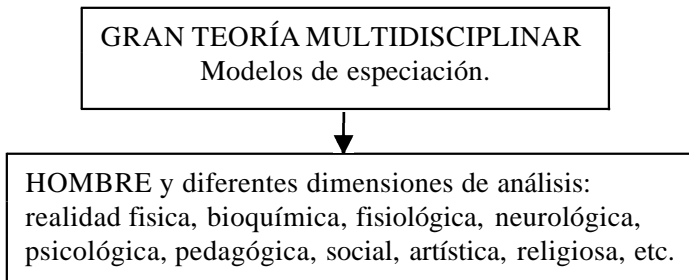 GRAN TEORÍA MULTIDISCIPLINAR
Modelos de especiación.
HOMBRE y diferentes dimensiones de análisis:
realidad fisica, bioquímica, fisiológica, neurológica,
psicológica, pedagógica, social, artística, religiosa, etc.